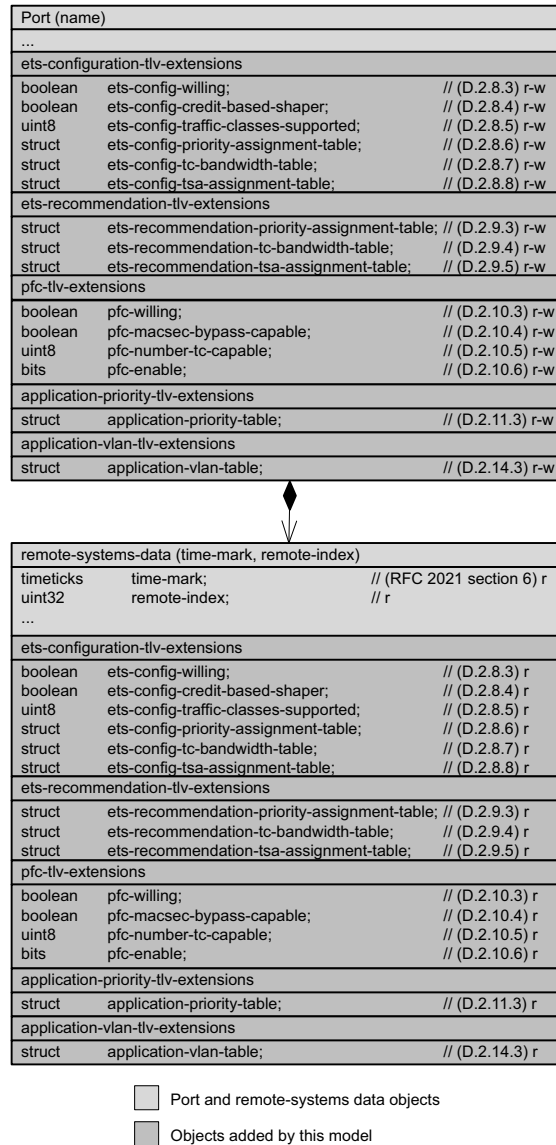 Port (name)
...
ets-configuration-tlv-extensions
boolean ets-config-willing; // (D.2.8.3) r-w
boolean ets-config-credit-based-shaper; // (D.2.8.4) r-w
uint8 ets-config-traffic-classes-supported; // (D.2.8.5) r-w
struct ets-config-priority-assignment-table; // (D.2.8.6) r-w
struct ets-config-tc-bandwidth-table; // (D.2.8.7) r-w
struct ets-config-tsa-assignment-table; // (D.2.8.8) r-w
ets-recommendation-tlv-extensions
struct ets-recommendation-priority-assignment-table; // (D.2.9.3) r-w
struct ets-recommendation-tc-bandwidth-table; // (D.2.9.4) r-w
struct ets-recommendation-tsa-assignment-table; // (D.2.9.5) r-w
pfc-tlv-extensions
boolean pfc-willing; // (D.2.10.3) r-w
boolean pfc-macsec-bypass-capable; // (D.2.10.4) r-w
uint8 pfc-number-tc-capable; // (D.2.10.5) r-w
bits pfc-enable; // (D.2.10.6) r-w
application-priority-tlv-extensions
struct application-priority-table; // (D.2.11.3) r-w
application-vlan-tlv-extensions
struct application-vlan-table; // (D.2.14.3) r-w
remote-systems-data (time-mark, remote-index)
timeticks time-mark; // (RFC 2021 section 6) r
uint32 remote-index; // r
...
ets-configuration-tlv-extensions
boolean ets-config-willing; // (D.2.8.3) r
boolean ets-config-credit-based-shaper; // (D.2.8.4) r
uint8 ets-config-traffic-classes-supported; // (D.2.8.5) r
struct ets-config-priority-assignment-table; // (D.2.8.6) r
struct ets-config-tc-bandwidth-table; // (D.2.8.7) r
struct ets-config-tsa-assignment-table; // (D.2.8.8) r
ets-recommendation-tlv-extensions
struct ets-recommendation-priority-assignment-table; // (D.2.9.3) r
struct ets-recommendation-tc-bandwidth-table; // (D.2.9.4) r
struct ets-recommendation-tsa-assignment-table; // (D.2.9.5) r
pfc-tlv-extensions
boolean pfc-willing; // (D.2.10.3) r
boolean pfc-macsec-bypass-capable; // (D.2.10.4) r
uint8 pfc-number-tc-capable; // (D.2.10.5) r
bits pfc-enable; // (D.2.10.6) r
application-priority-tlv-extensions
struct application-priority-table; // (D.2.11.3) r
application-vlan-tlv-extensions
struct application-vlan-table; // (D.2.14.3) r
Port and remote-systems data objects
Objects added by this model